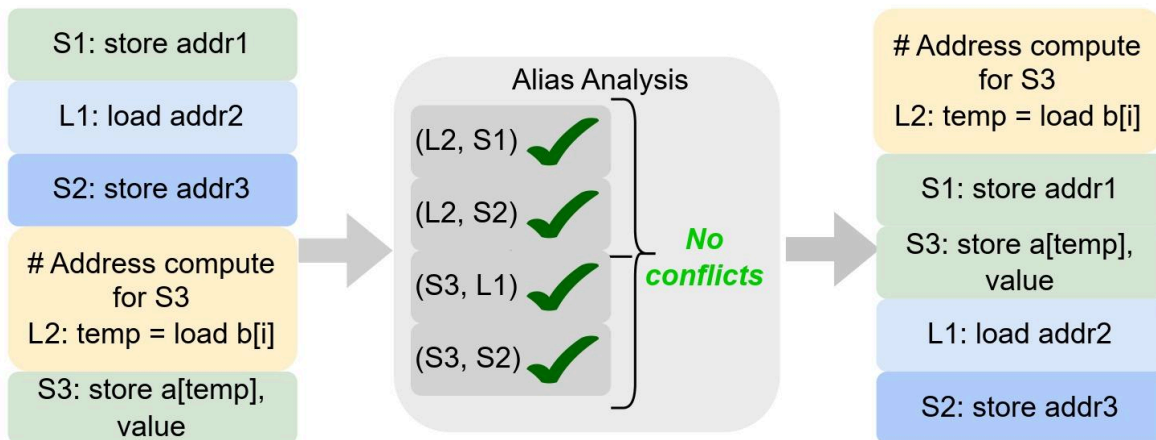 S1: store addr1
L1: load addr2
S2: store addr3
# Address compute
for S3
L2: temp = load b[i]
S3: store a[temp],
value
Alias Analysis
(L2, S1)
(L2, S2)
(S3, L1)
(S3, S2)
No
conflicts
# Address compute
for S3
L2: temp = load b[i]
S1: store addr1
S3: store a[temp],
value
L1: load addr2
S2: store addr3